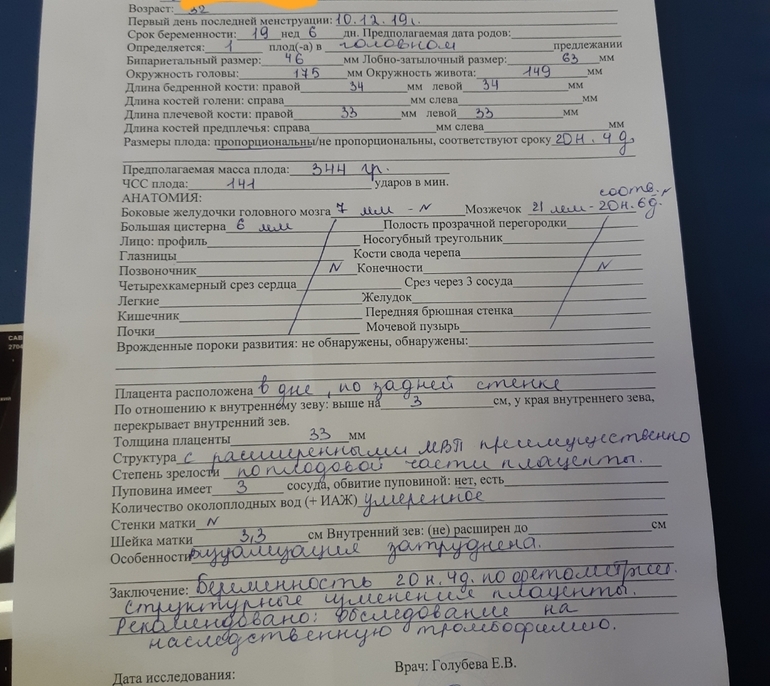 Возраст: 32
Первый день последней менструации: 10.12.19г.
Срок беременности: 19 нед 6 дн. Предполагаемая дата родов:
Определяется: 1 плод(-а) в головном предлежании
Бипариетальный размер: 46 мм Лобно-затылочный размер: 63 мм
Окружность головы: 175 мм Окружность живота: 149 мм
Длина бедренной кости: правой 34 мм левой 34 мм
Длина костей голени: справа мм слева мм
Длина плечевой кости: правой 33 мм левой 33 мм
Длина костей предплечья: справа мм слева мм
Размеры плода: пропорциональны/не пропорциональны, соответствуют сроку 20н. 4д.
Предполагаемая масса плода: 344 гр.
ЧСС плода: 141 ударов в мин.
АНАТОМИЯ: соотв. N
Боковые желудочки головного мозга 7 мм - N Мозжечок 21 мм - 20н. 6д.
Большая цистерна 6 мм Полость прозрачной перегородки
Лицо: профиль Носогубный треугольник
Глазницы Кости свода черепа
Позвоночник N Конечности N
Четырехкамерный срез сердца Срез через 3 сосуда
Легкие Желудок
Кишечник Передняя брюшная стенка
Почки Мочевой пузырь
Врожденные пороки развития: не обнаружены, обнаружены:
Плацента расположена в дне, по задней стенке
По отношению к внутреннему зеву: выше на 3 см, у края внутреннего зева,
перекрывает внутренний зев.
Толщина плаценты 33 мм
Структура с расширенными МВП преимущественно
Степень зрелости по плодовой части плаценты.
Пуповина имеет 3 сосуда, обвитие пуповиной: нет, есть
Количество околоплодных вод (+ ИАЖ) умеренное
Стенки матки N
Шейка матки 3,3 см Внутренний зев: (не) расширен до см
Особенности визуализация затруднена.
Заключение: Беременность 20н. 4д. по фетометрии.
Структурные изменения плаценты.
Рекомендовано: обследование на
наследственную тромбофилию.
Врач: Голубева Е.В.
Дата исследования: